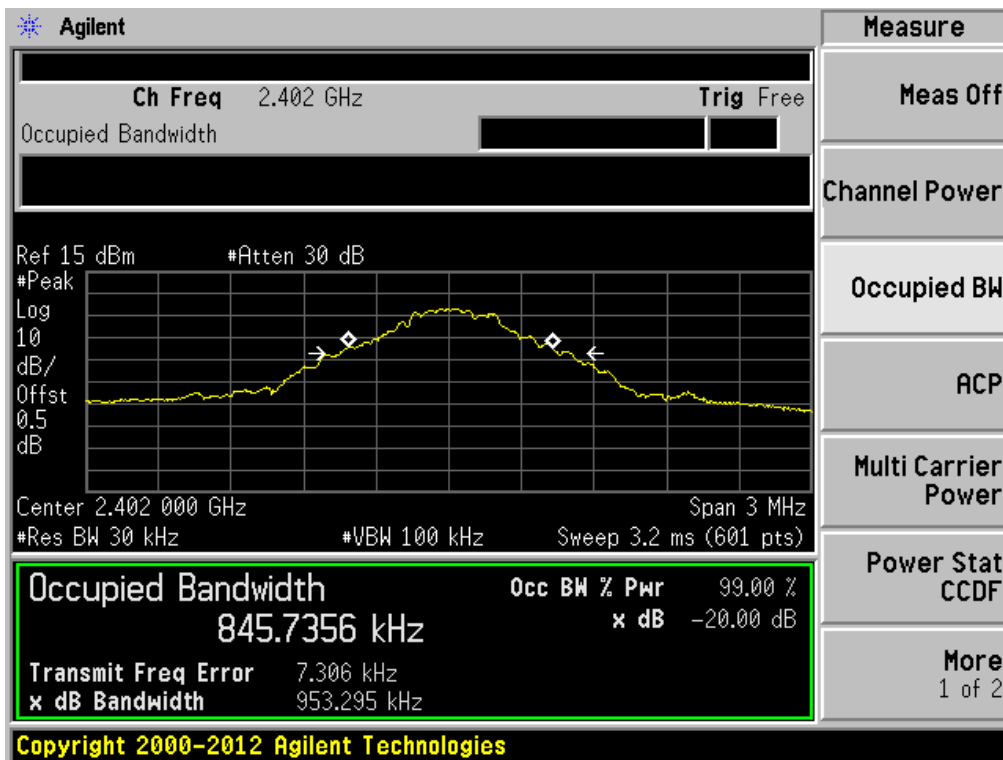 Agilent
Measure
Ch Freq 2.402 GHz Trig Free
Occupied Bandwidth
Meas Off
Channel Power
Occupied BW
ACP
Multi Carrier
Power
Power Stat
CCDF
More
1 of 2
Ref 15 dBm #Atten 30 dB
#Peak
Log
10
dB/
Offst
0.5
dB
Center 2.402 000 GHz Span 3 MHz
#Res BW 30 kHz #VBW 100 kHz Sweep 3.2 ms (601 pts)
Occupied Bandwidth Occ BW % Pwr 99.00 %
845.7356 kHz x dB -20.00 dB
Transmit Freq Error 7.306 kHz
x dB Bandwidth 953.295 kHz
Copyright 2000-2012 Agilent Technologies